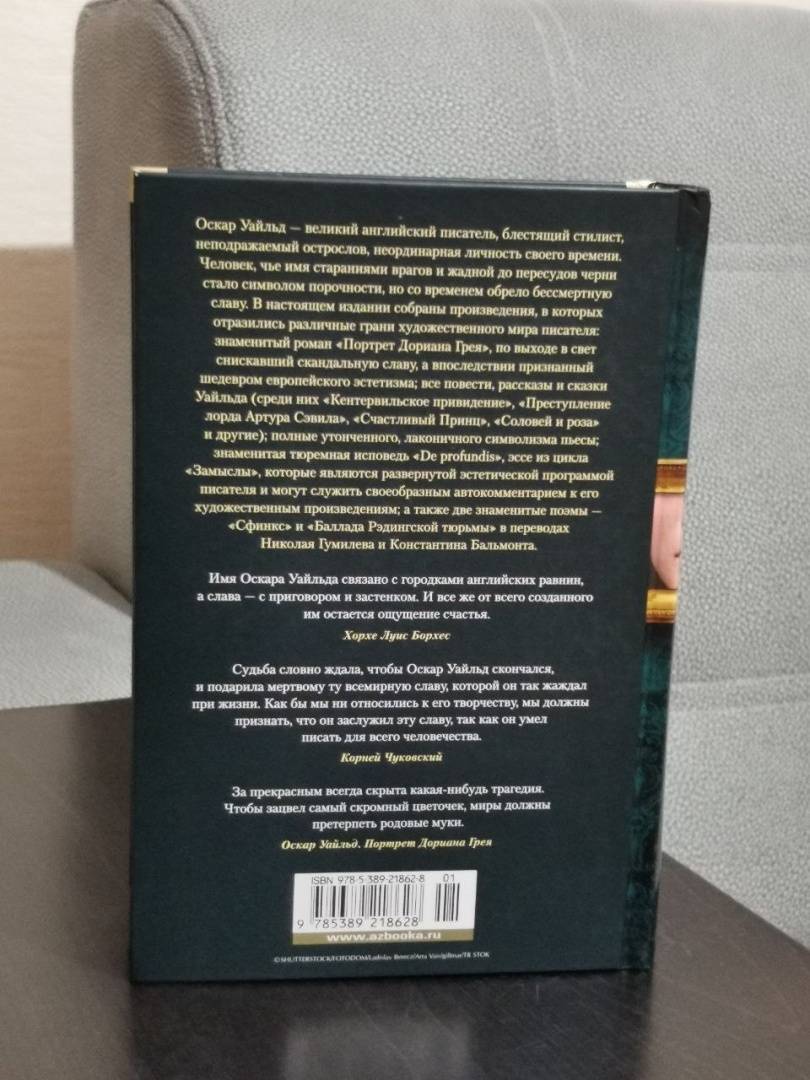 Оскар Уайльд — великий английский писатель, блестящий стилист,
неподражаемый острослов, неординарная личность своего времени.
Человек, чье имя стараниями врагов и жадной до пересудов черни
стало символом порочности, но со временем обрело бессмертную
славу. В настоящем издании собраны произведения, в которых
отразились различные грани художественного мира писателя:
знаменитый роман «Портрет Дориана Грея», по выходе в свет
снискавший скандальную славу, а впоследствии признанный
шедевром европейского эстетизма; все повести, рассказы и сказки
Уайльда (среди них «Кентервильское привидение», «Преступление
лорда Артура Сэвила», «Счастливый Принц», «Соловей и роза»
и другие); полные утонченного, лаконичного символизма пьесы;
знаменитая тюремная исповедь «De profundis», эссе из цикла
«Замыслы», которые являются развернутой эстетической программой
писателя и могут служить своеобразным автокомментарием к его
художественным произведениям; а также две знаменитые поэмы —
«Сфинкс» и «Баллада Рэдингской тюрьмы» в переводах
Николая Гумилева и Константина Бальмонта.
Имя Оскара Уайльда связано с городками английских равнин,
а слава — с приговором и застенком. И все же от всего созданного
им остается ощущение счастья.
Хорхе Луис Борхес
Судьба словно ждала, чтобы Оскар Уайльд скончался,
и подарила мертвому ту всемирную славу, которой он так жаждал
при жизни. Как бы мы ни относились к его творчеству, мы должны
признать, что он заслужил эту славу, так как он умел
писать для всего человечества.
Корней Чуковский
За прекрасным всегда скрыта какая-нибудь трагедия.
Чтобы зацвел самый скромный цветочек, миры должны
претерпеть родовые муки.
Оскар Уайльд. Портрет Дориана Грея
ISBN 978-5-389-21862-8 01
9 785389 218628
www.azbooka.ru
©SHUTTERSTOCK/FOTODOM/Ladislav STOK